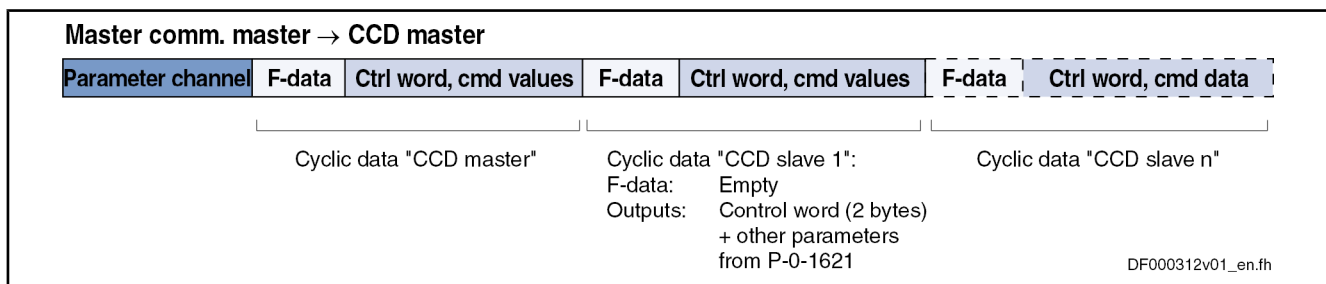 Master comm. master → CCD master
Parameter channel F-data Ctrl word, cmd values F-data Ctrl word, cmd values F-data Ctrl word, cmd data
Cyclic data "CCD master"
Cyclic data "CCD slave 1":
F-data: Empty
Outputs: Control word (2 bytes)
+ other parameters
from P-0-1621
Cyclic data "CCD slave n"
DF000312v01_en.fh